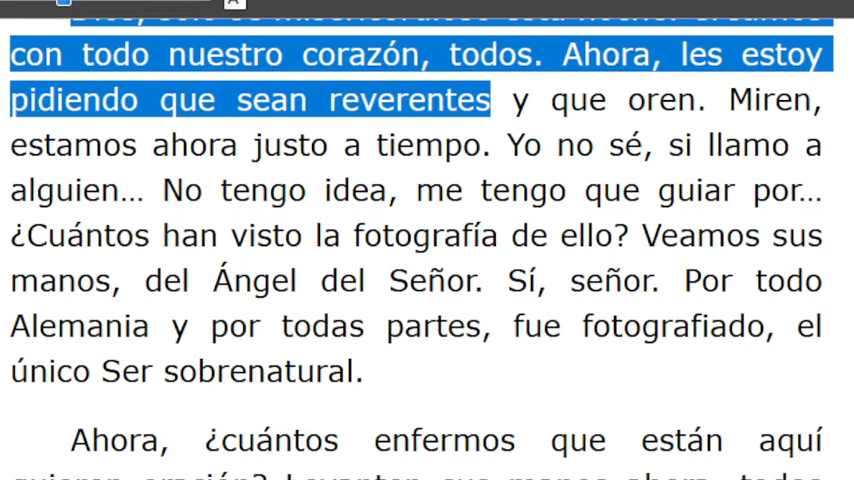 con todo nuestro corazón, todos. Ahora, les estoy
pidiendo que sean reverentes y que oren. Miren,
estamos ahora justo a tiempo. Yo no sé, si llamo a
alguien... No tengo idea, me tengo que guiar por...
¿Cuántos han visto la fotografía de ello? Veamos sus
manos, del Ángel del Señor. Sí, señor. Por todo
Alemania y por todas partes, fue fotografiado, el
único Ser sobrenatural.
Ahora, ¿cuántos enfermos que están aquí